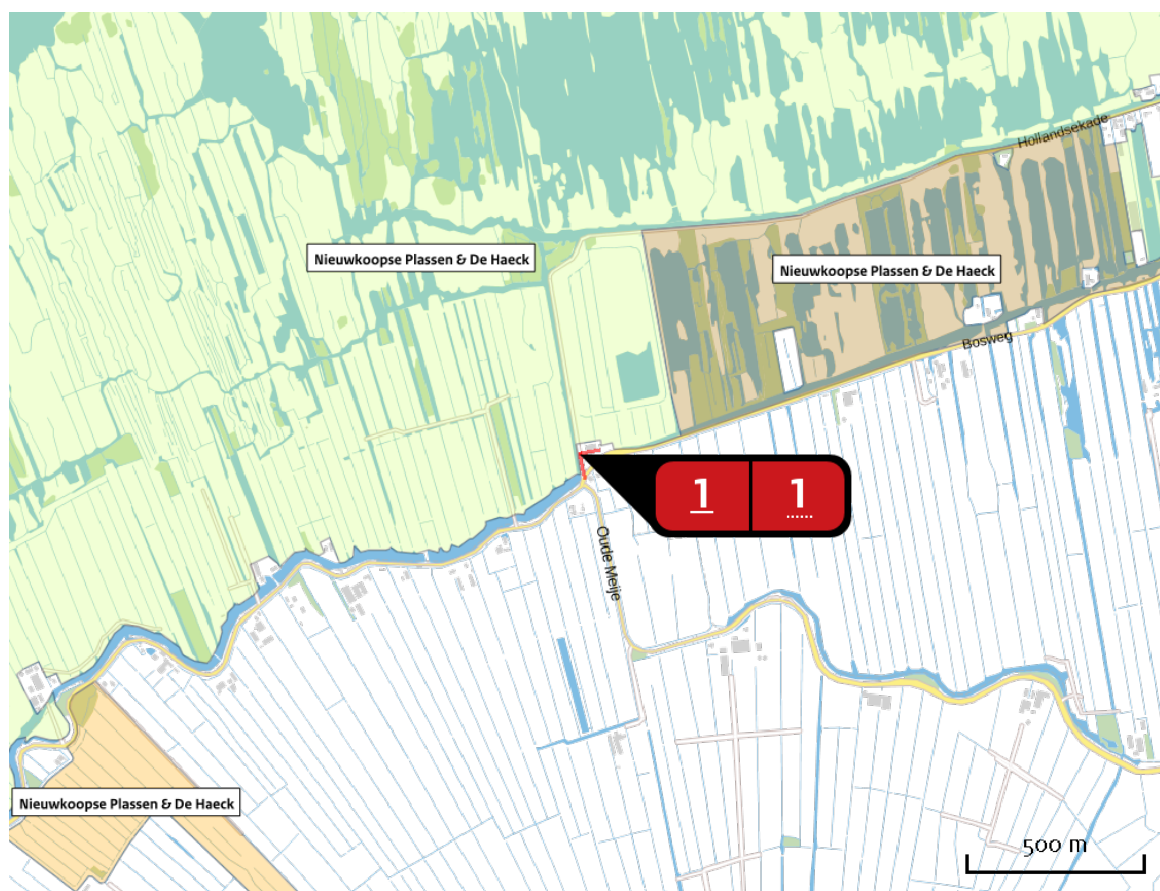 Hollandsekade
Nieuwkoopse Plassen & De Haeck
Nieuwkoopse Plassen & De Haeck
Bosweg
1 1
Oude Meije
Nieuwkoopse Plassen & De Haeck
500 m